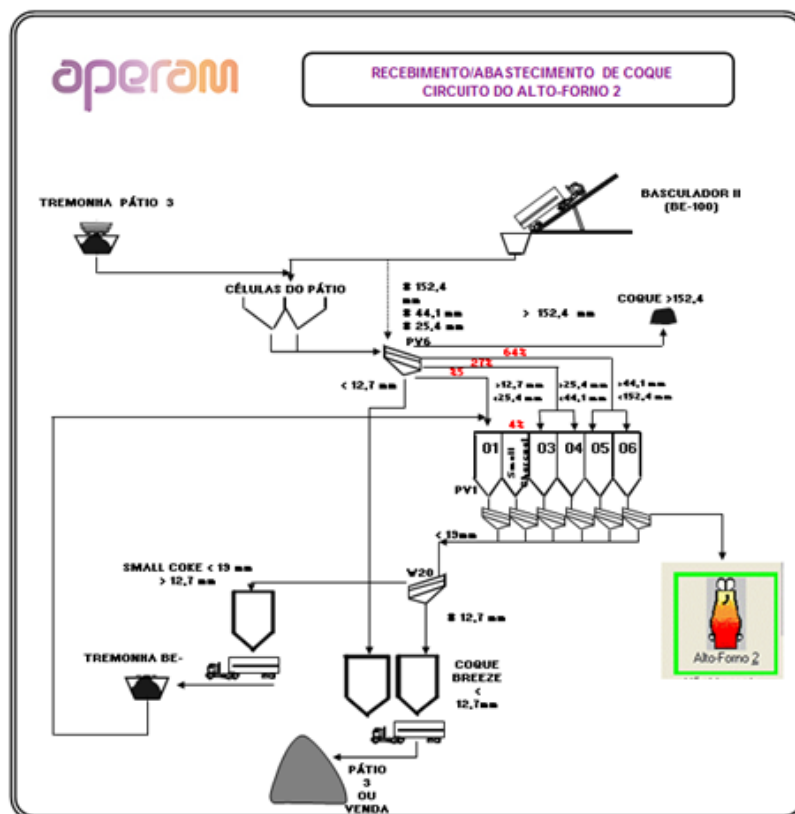 aperam
RECEBIMENTO/ABASTECIMENTO DE COQUE
CIRCUITO DO ALTO-FORNO 2
TREMONHA PÁTIO 3
BASCULADOR II
(BE-100)
CÉLULAS DO PÁTIO
# 152,4
mm
# 44,1 mm
# 25,4 mm
> 152,4 mm
COQUE >152,4
PV6
64%
27%
%5
< 12,7 mm
>12,7 mm
<25,4 mm
>25,4 mm
<44,1 mm
>44,1 mm
<152,4 mm
4%
01
Small
Charcoal
03
04
05
06
PV1
< 19mm
SMALL COKE < 19 mm
> 12,7 mm
W20
# 12,7 mm
TREMONHA BE-
COQUE
BREEZE
<
12,7mm
Alto-Forno 2
PÁTIO
3
OU
VENDA